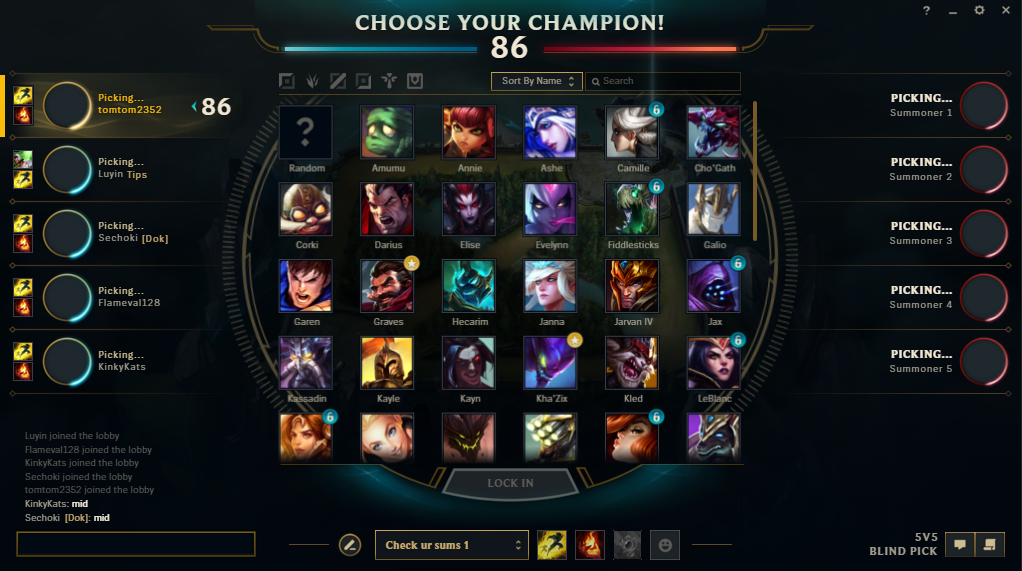 CHOOSE YOUR CHAMPION!
86
?
Sort By Name
Search
Picking...
tomtom2352
86
Picking...
Luyin Tips
Picking...
Sechoki [Dok]
Picking...
Flameval128
Picking...
KinkyKats
?
Random
Amumu
Annie
Ashe
6
Camille
Cho'Gath
Corki
Darius
Elise
Evelynn
6
Fiddlesticks
Galio
Garen
Graves
Hecarim
Janna
Jarvan IV
6
Jax
Kassadin
Kayle
Kayn
Kha'Zix
Kled
6
LeBlanc
6
6
PICKING...
Summoner 1
PICKING...
Summoner 2
PICKING...
Summoner 3
PICKING...
Summoner 4
PICKING...
Summoner 5
Luyin joined the lobby
Flameval128 joined the lobby
KinkyKats joined the lobby
Sechoki joined the lobby
tomtom2352 joined the lobby
KinkyKats: mid
Sechoki [Dok]: mid
LOCK IN
Check ur sums 1
5V5
BLIND PICK